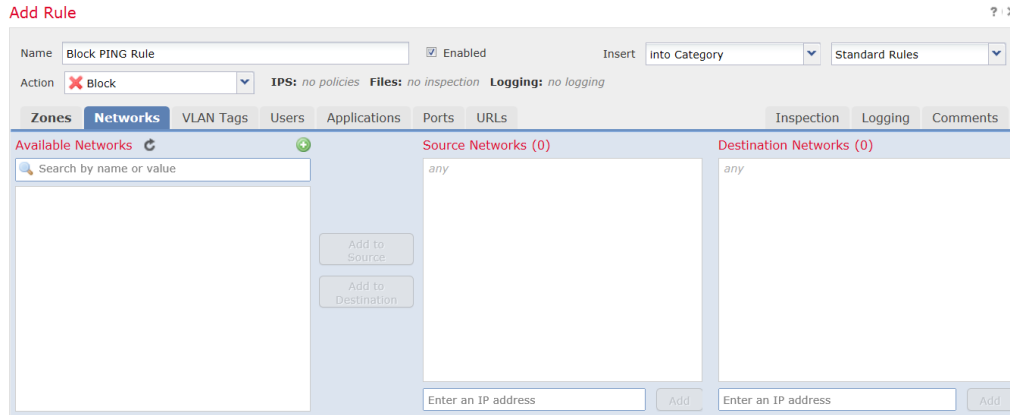 Add Rule ?
Name Block PING Rule Enabled Insert into Category Standard Rules
Action Block IPS: no policies Files: no inspection Logging: no logging
Zones Networks VLAN Tags Users Applications Ports URLs Inspection Logging Comments
Available Networks Source Networks (0) Destination Networks (0)
Search by name or value any any
Add to
Source
Add to
Destination
Enter an IP address Add Enter an IP address Add